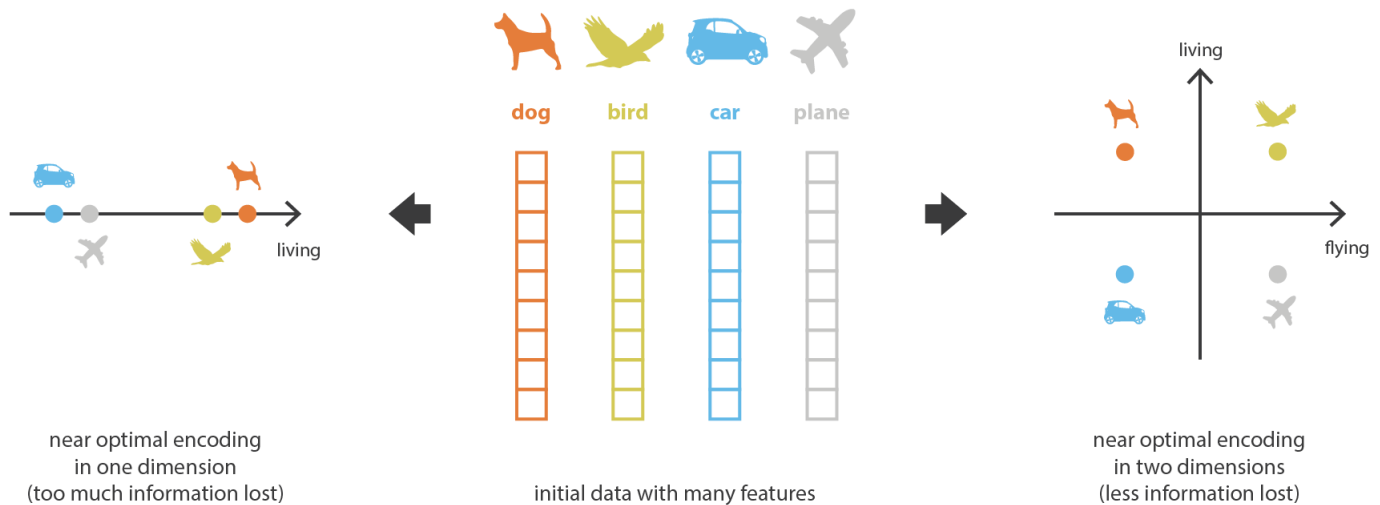 dog
bird
car
plane
living
near optimal encoding
in one dimension
(too much information lost)
initial data with many features
living
flying
near optimal encoding
in two dimensions
(less information lost)